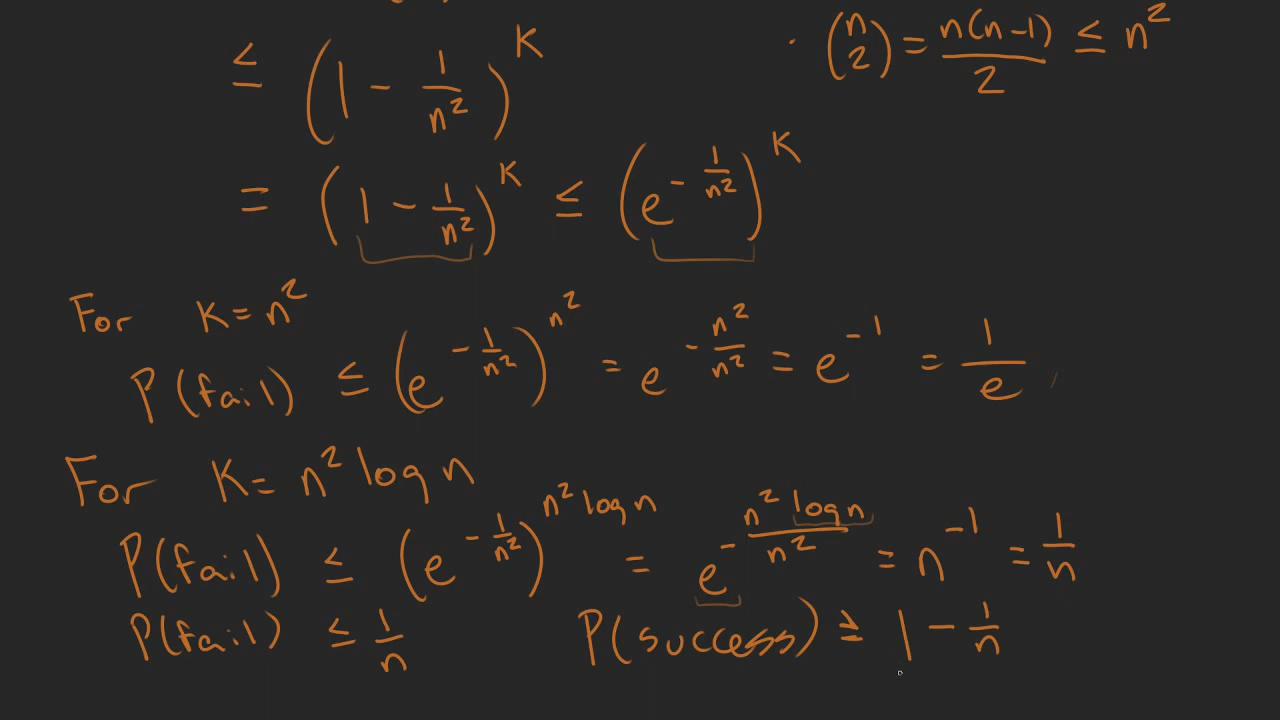 ≤ (1 - 1/n²)^K    · (n 2) = n(n-1)/2 ≤ n²
= (1 - 1/n²)^K ≤ (e^(-1/n²))^K
For K = n²
P(fail) ≤ (e^(-1/n²))^(n²) = e^(-n²/n²) = e^(-1) = 1/e
For K = n² log n
P(fail) ≤ (e^(-1/n²))^(n² log n) = e^(-n² log n/n²) = n^(-1) = 1/n
P(fail) ≤ 1/n    P(success) ≥ 1 - 1/n